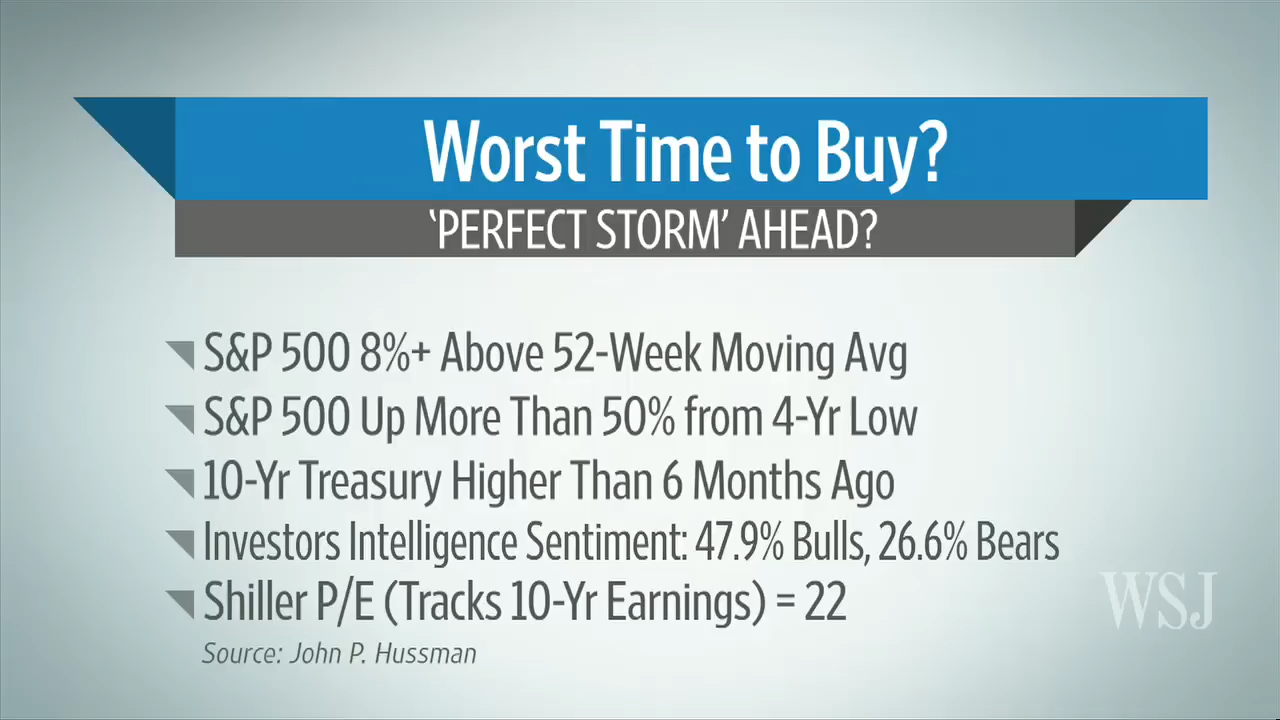 Worst Time to Buy?
‘PERFECT STORM’ AHEAD?
S&P 500 8%+ Above 52-Week Moving Avg
S&P 500 Up More Than 50% from 4-Yr Low
10-Yr Treasury Higher Than 6 Months Ago
Investors Intelligence Sentiment: 47.9% Bulls, 26.6% Bears
Shiller P/E (Tracks 10-Yr Earnings) = 22
WSJ
Source: John P. Hussman